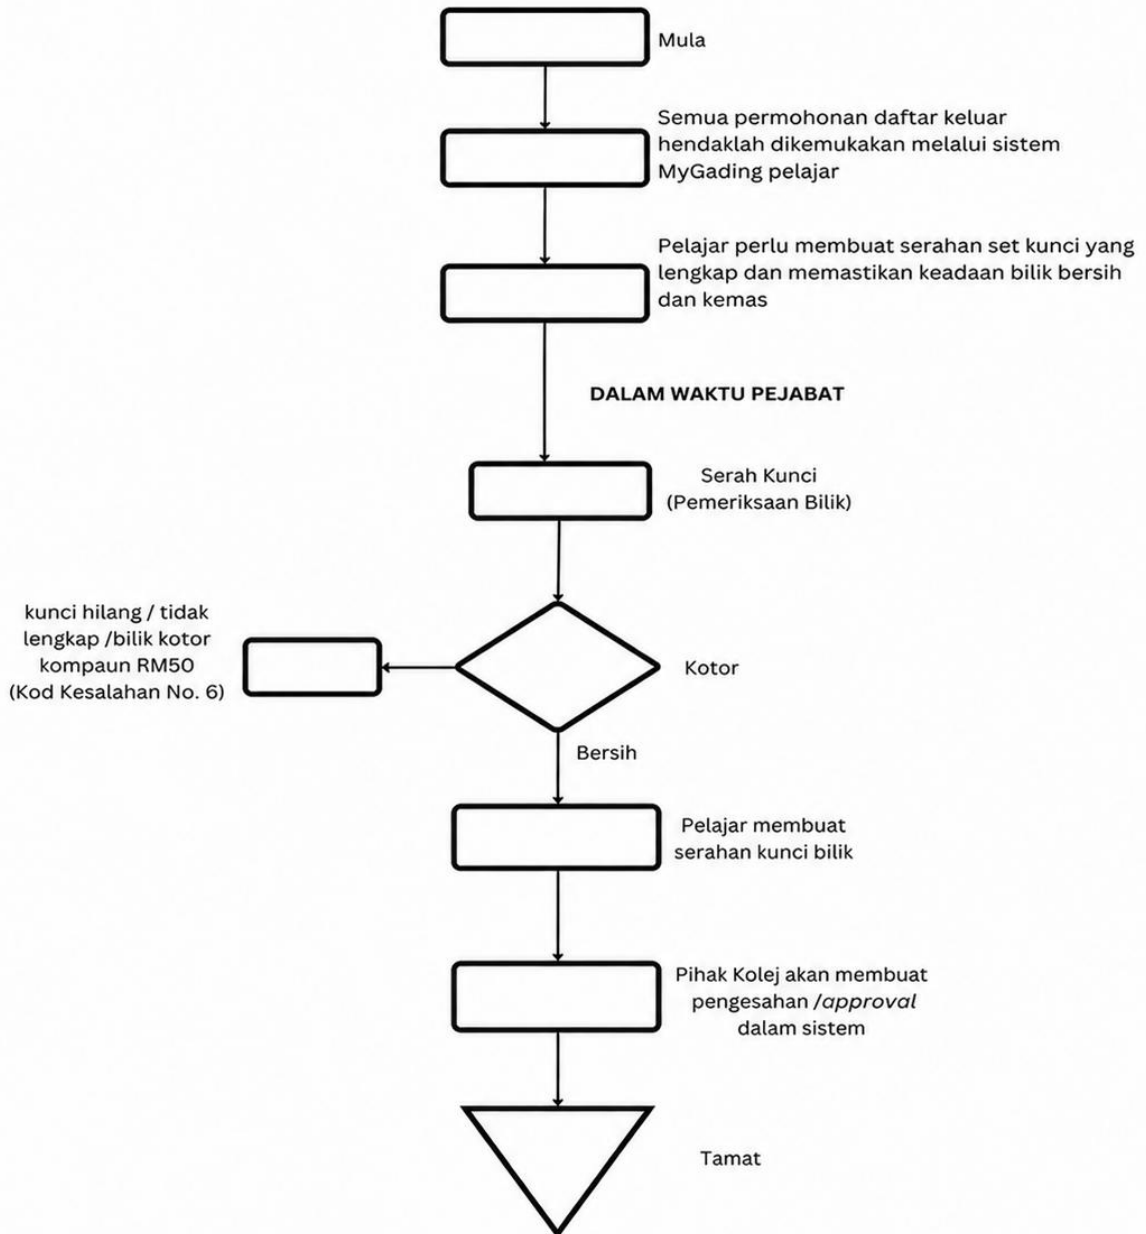 Mula
Semua permohonan daftar keluar
hendaklah dikemukakan melalui sistem
MyGading pelajar
Pelajar perlu membuat serahan set kunci yang
lengkap dan memastikan keadaan bilik bersih
dan kemas
DALAM WAKTU PEJABAT
Serah Kunci
(Pemeriksaan Bilik)
kunci hilang / tidak
lengkap /bilik kotor
kompaun RM50
(Kod Kesalahan No. 6)
Kotor
Bersih
Pelajar membuat
serahan kunci bilik
Pihak Kolej akan membuat
pengesahan /approval
dalam sistem
Tamat